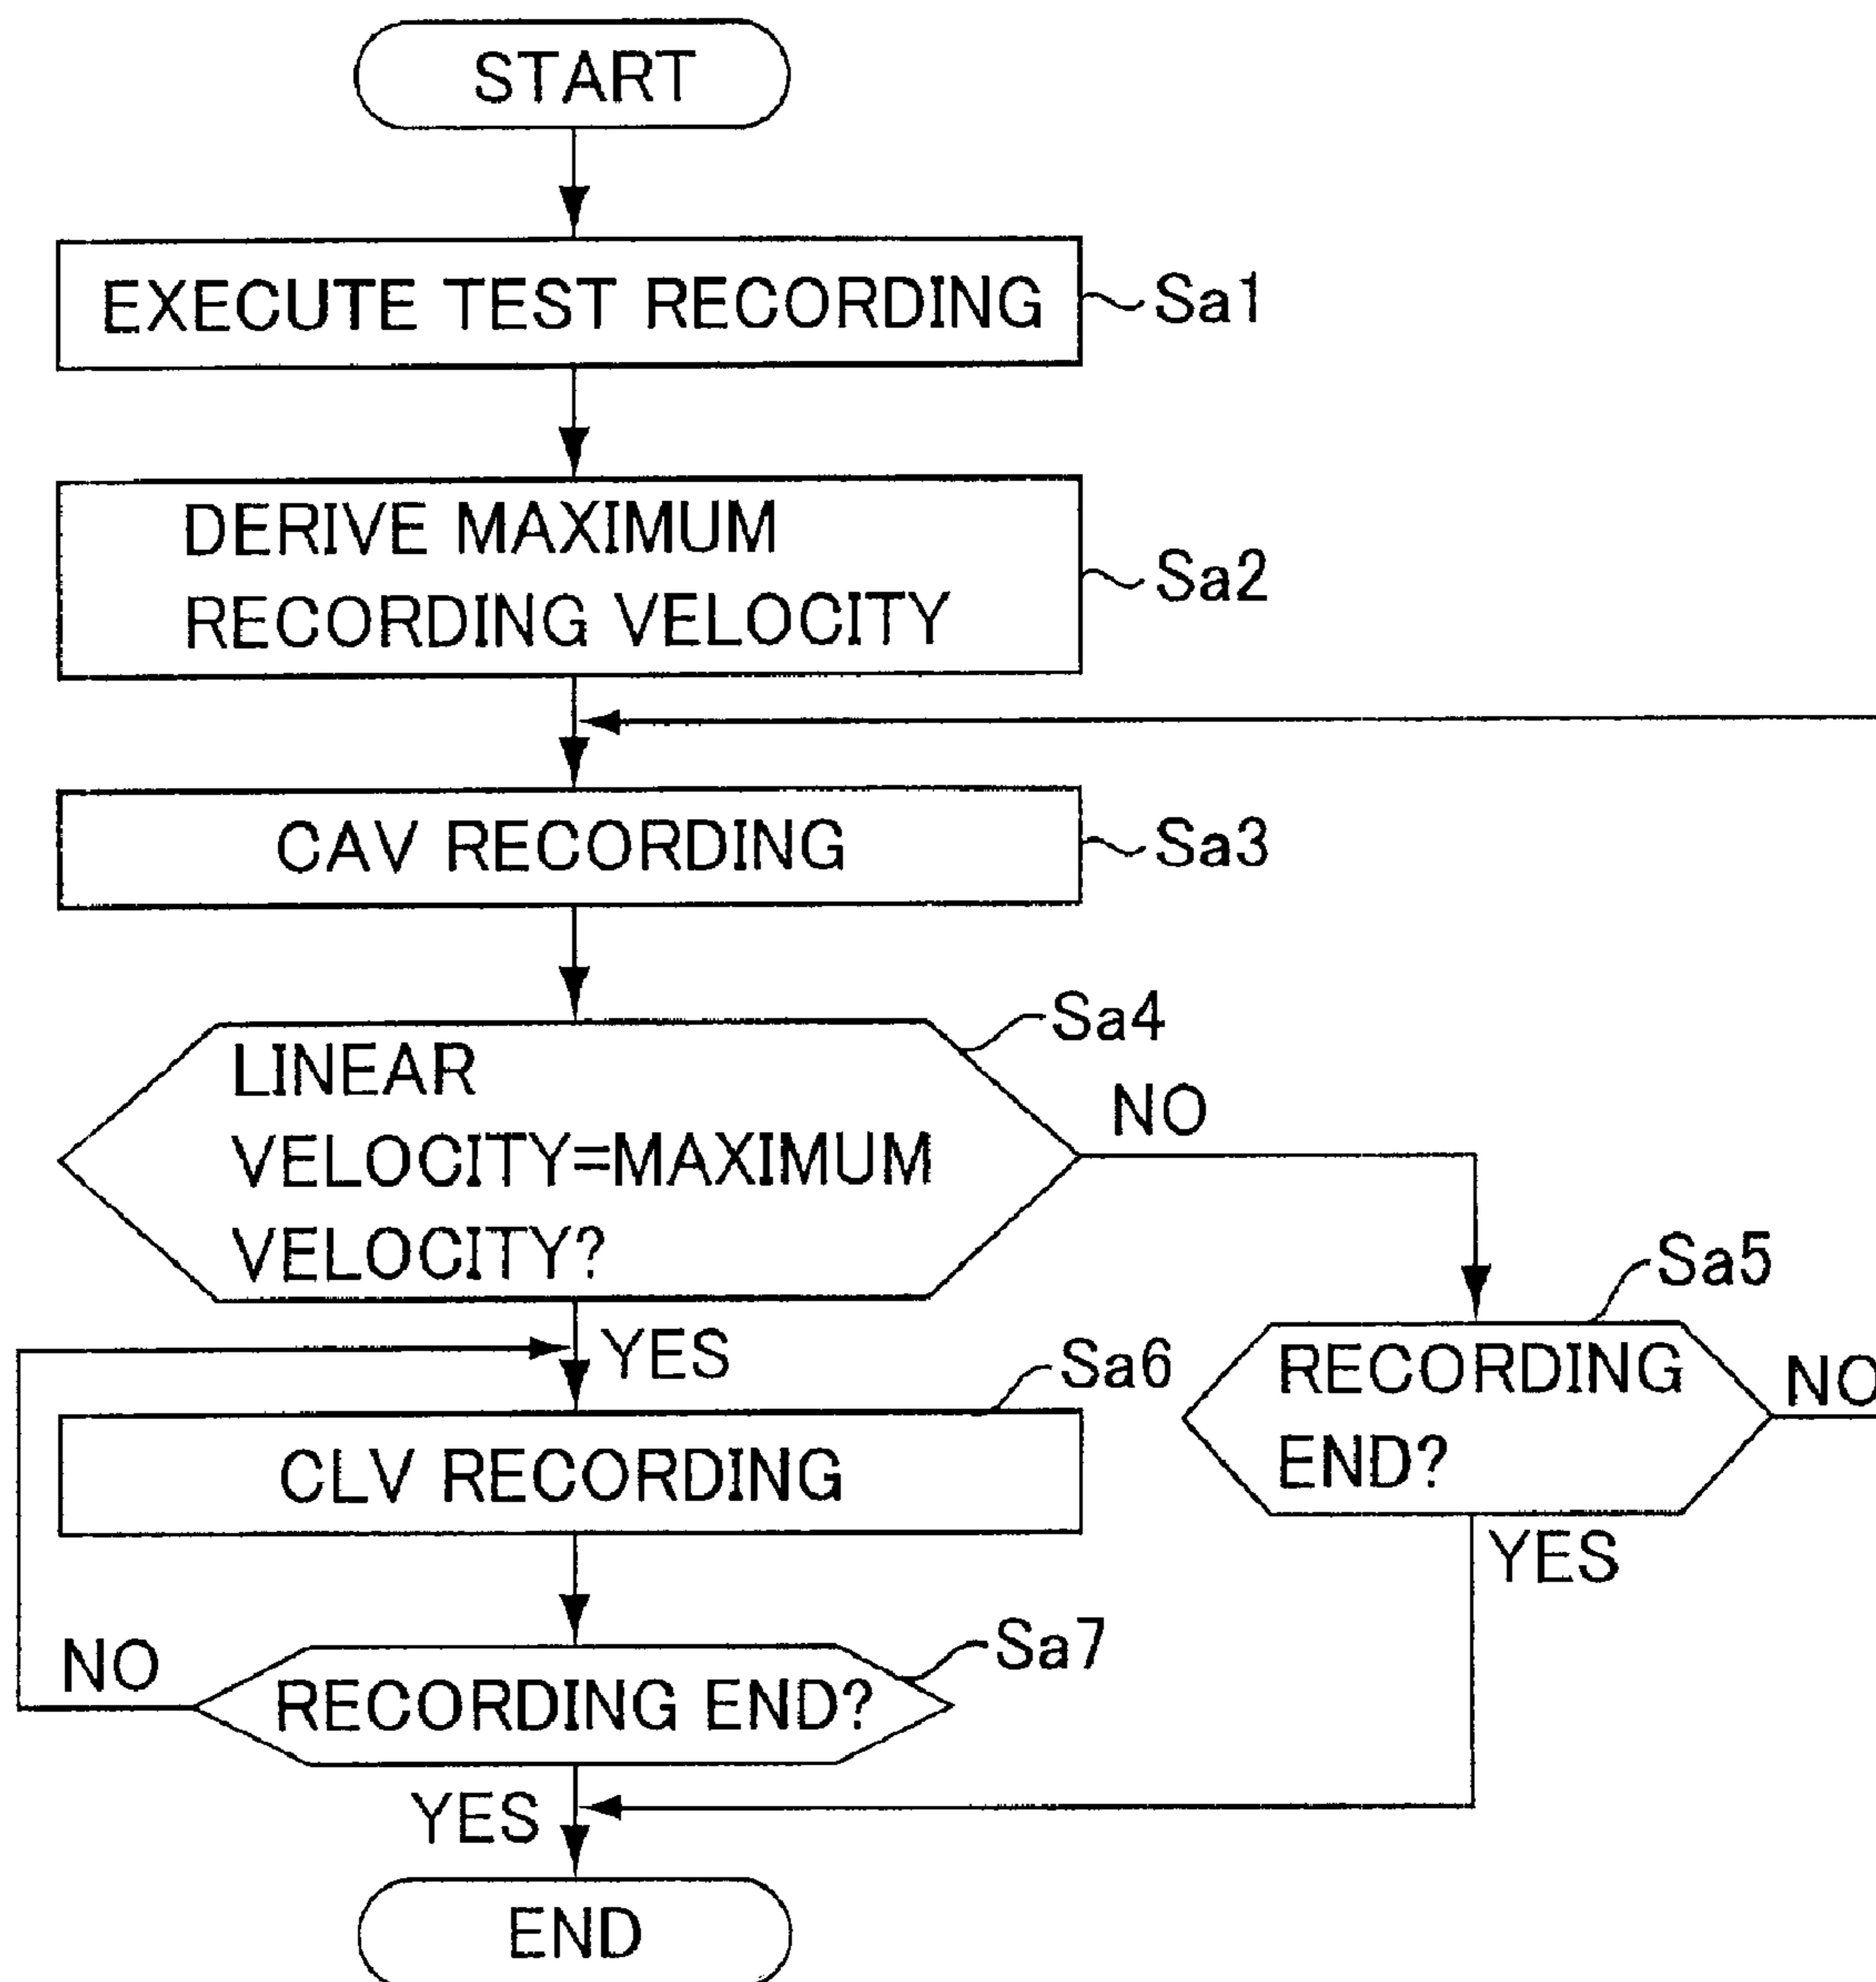 START
EXECUTE TEST RECORDING
Sa1
DERIVE MAXIMUM
RECORDING VELOCITY
Sa2
CAV RECORDING
Sa3
Sa4
LINEAR
VELOCITY=MAXIMUM
VELOCITY?
NO
Sa5
RECORDING
END?
NO
YES
YES
Sa6
CLV RECORDING
Sa7
RECORDING END?
NO
YES
END